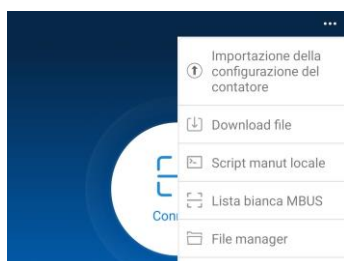 Importazione della
configurazione del
contatore
Download file
Script manut locale
Lista bianca MBUS
File manager